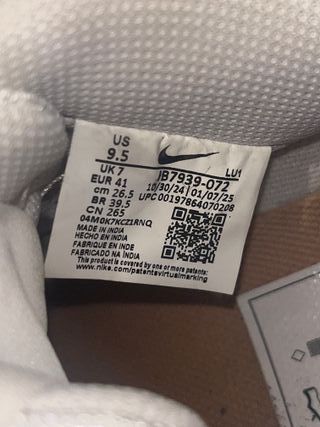 US
9.5
UK 7
EUR 41
cm 26.5
BR 39.5
CN 265
LU1
IB7939-072
10/30/24 01/07/25
UPC 00197864070208
04M0K7KCZ1RNQ
MADE IN INDIA
HECHO EN INDIA
FABRIQUE EN INDE
FABRICADO NA ÍNDIA
This product is covered by one or more patents:
www.nike.com/patentsvirtualmarking